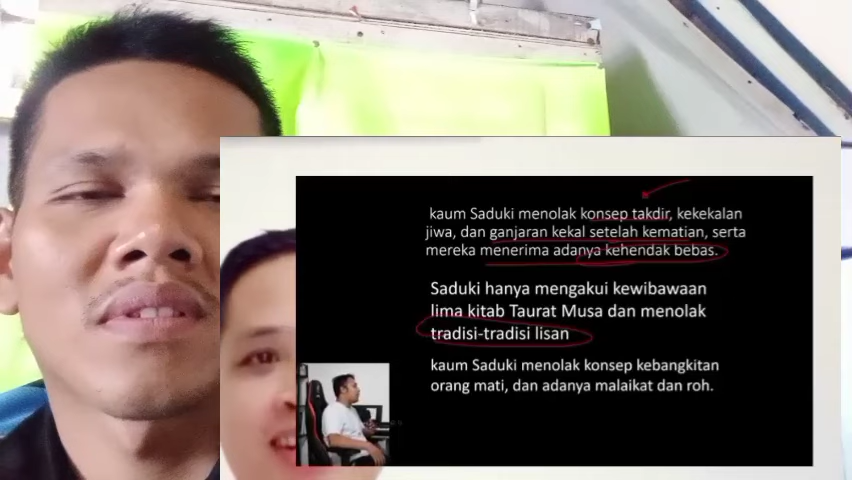 kaum Saduki menolak konsep takdir, kekekalan
jiwa, dan ganjaran kekal setelah kematian, serta
mereka menerima adanya kehendak bebas.
Saduki hanya mengakui kewibawaan
lima kitab Taurat Musa dan menolak
tradisi-tradisi lisan
kaum Saduki menolak konsep kebangkitan
orang mati, dan adanya malaikat dan roh.